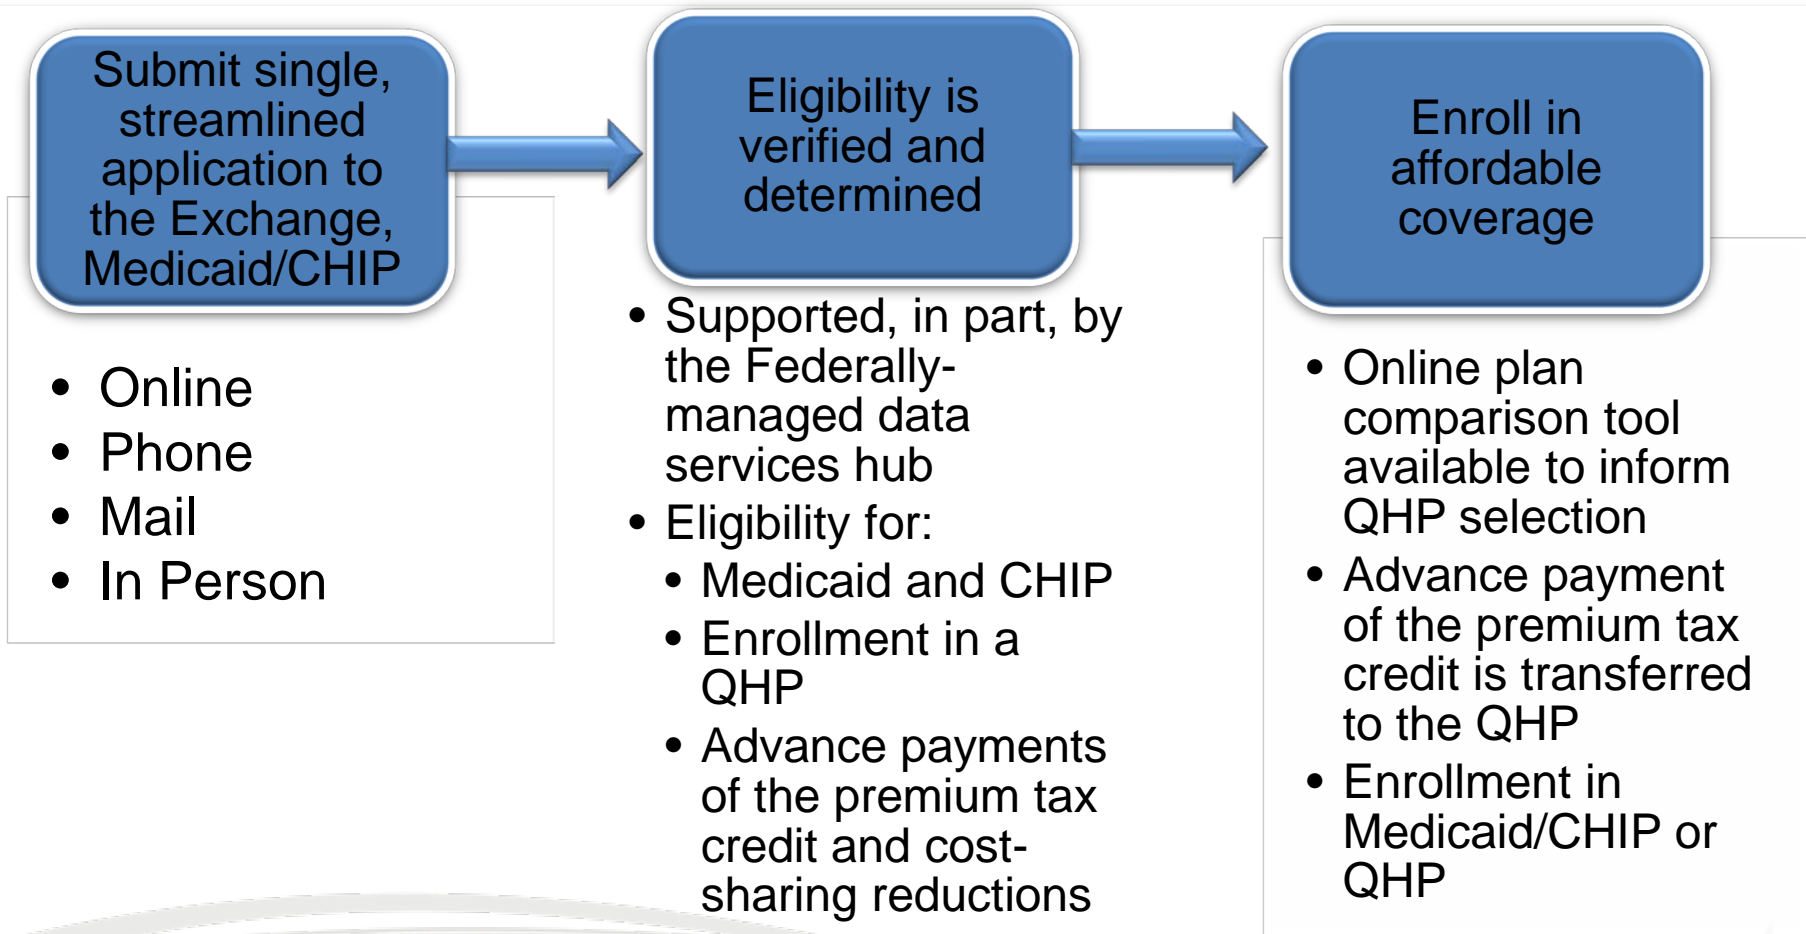 Submit single,
streamlined
application to
the Exchange,
Medicaid/CHIP
• Online
• Phone
• Mail
• In Person
Eligibility is
verified and
determined
• Supported, in part, by
the Federally-
managed data
services hub
• Eligibility for:
• Medicaid and CHIP
• Enrollment in a
QHP
• Advance payments
of the premium tax
credit and cost-
sharing reductions
Enroll in
affordable
coverage
• Online plan
comparison tool
available to inform
QHP selection
• Advance payment
of the premium tax
credit is transferred
to the QHP
• Enrollment in
Medicaid/CHIP or
QHP